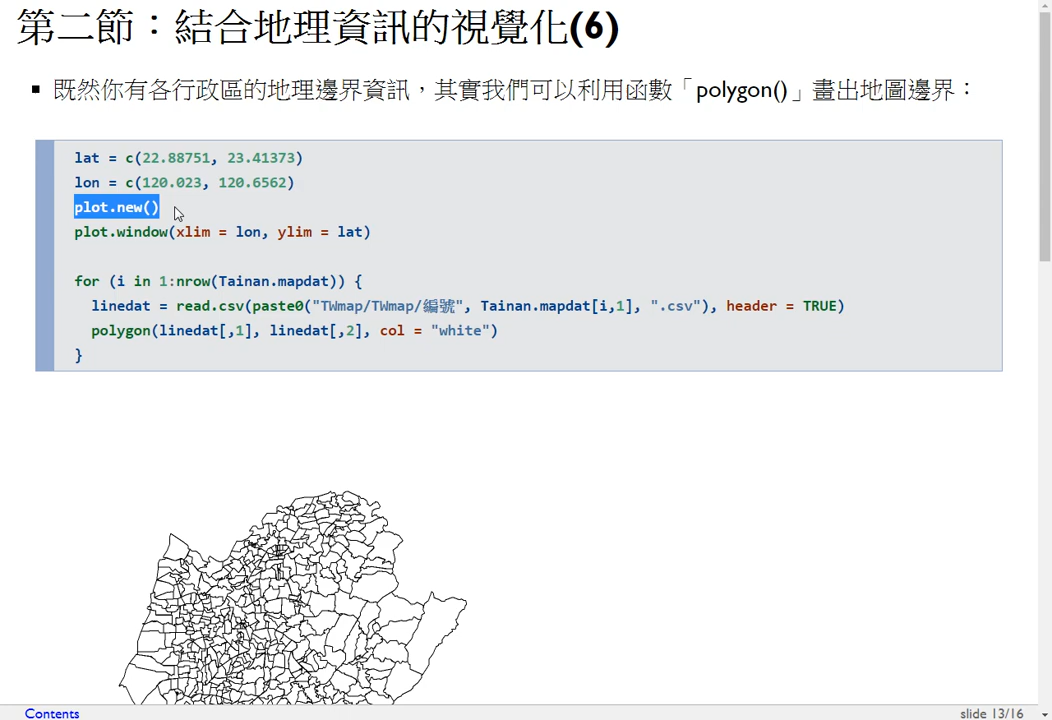 第二節：結合地理資訊的視覺化(6)
既然你有各行政區的地理邊界資訊，其實我們可以利用函數「polygon()」畫出地圖邊界：
lat = c(22.88751, 23.41373)
lon = c(120.023, 120.6562)
plot.new()
plot.window(xlim = lon, ylim = lat)
for (i in 1:nrow(Tainan.mapdat)) {
linedat = read.csv(paste0("TWmap/TWmap/編號", Tainan.mapdat[i,1], ".csv"), header = TRUE)
polygon(linedat[,1], linedat[,2], col = "white")
}
Contents
slide 13/16